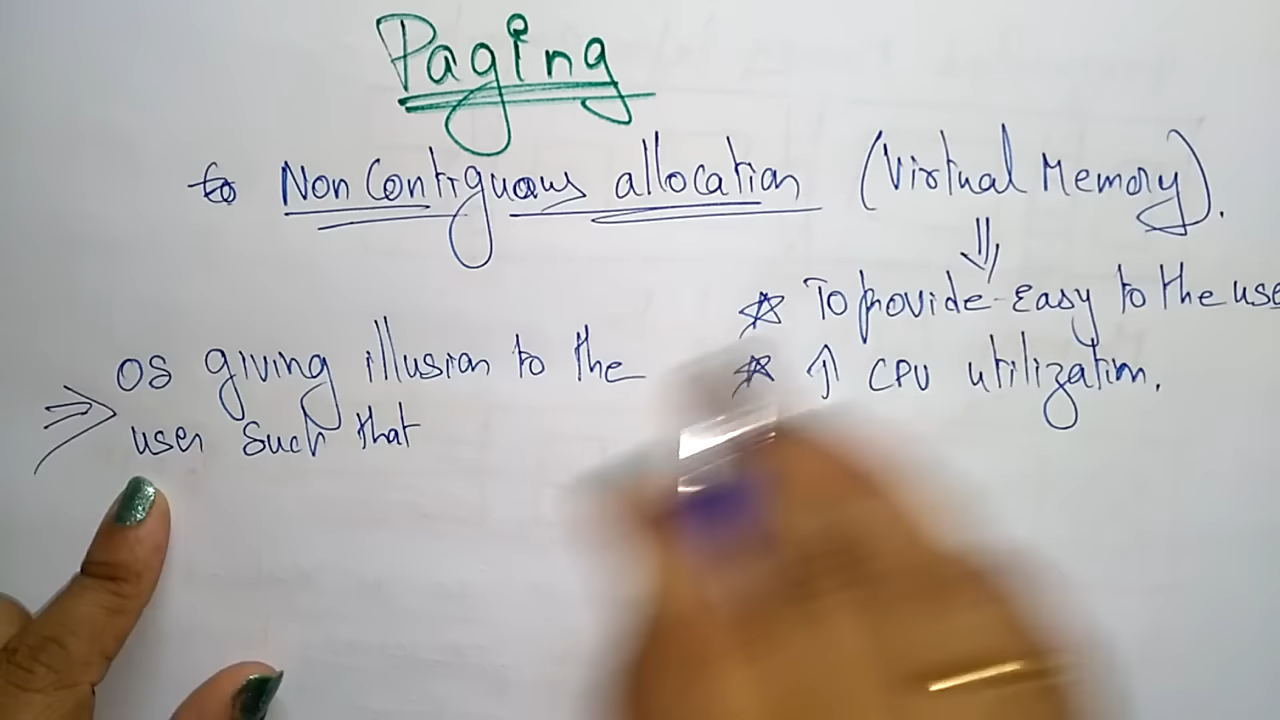 Paging
Non Contiguous allocation (Virtual Memory).
⇓
☆ To provide easy to the use
☆ ⇑ CPU utilization.
⇒ OS giving illusion to the
user such that